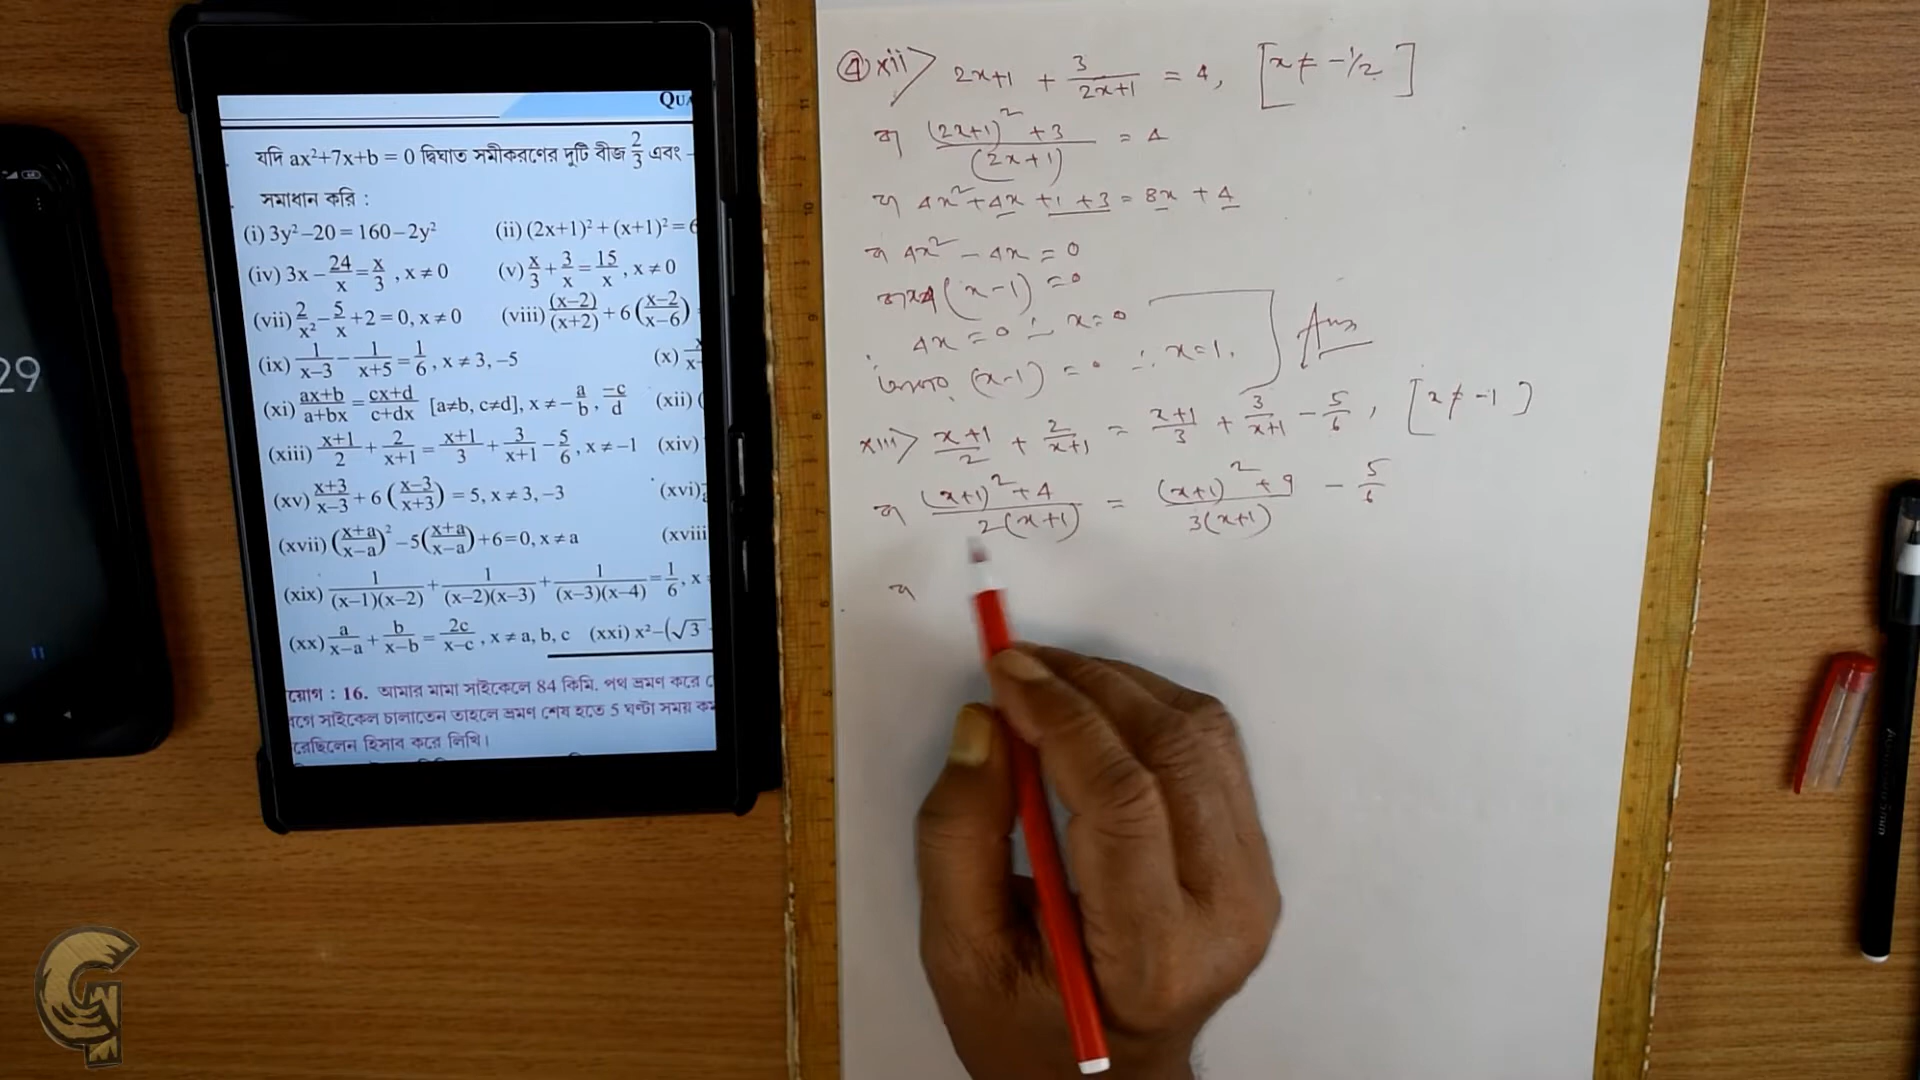 29
QUA
যদি ax²+7x+b = 0 দ্বিঘাত সমীকরণের দুটি বীজ 2/3 এবং -
সমাধান করি :
(i) 3y²–20 = 160–2y² (ii) (2x+1)² + (x+1)² = 6
(iv) 3x – 24/x = x/3 , x ≠ 0 (v) x/3 + 3/x = 15/x , x ≠ 0
(vii) 2/x² – 5/x + 2 = 0, x ≠ 0 (viii) (x–2)/(x+2) + 6 (x–2/x–6)
(ix) 1/x–3 – 1/x+5 = 1/6 , x ≠ 3, –5 (x) x/x-
(xi) ax+b/a+bx = cx+d/c+dx [a≠b, c≠d], x ≠ – a/b , –c/d (xii) (
(xiii) x+1/2 + 2/x+1 = x+1/3 + 3/x+1 – 5/6 , x ≠ –1 (xiv)
(xv) x+3/x–3 + 6 (x–3/x+3) = 5, x ≠ 3, –3 (xvi)
(xvii) (x+a/x–a)² – 5(x+a/x–a) + 6 = 0, x ≠ a (xviii
(xix) 1/(x–1)(x–2) + 1/(x–2)(x–3) + 1/(x–3)(x–4) = 1/6 , x
(xx) a/x–a + b/x–b = 2c/x–c , x ≠ a, b, c (xxi) x²–(√3
য়োগ : 16. আমার মামা সাইকেলে 84 কিমি. পথ ভ্রমণ করে
বেগে সাইকেল চালাতেন তাহলে ভ্রমণ শেষ হতে 5 ঘণ্টা সময় কম
রেছিলেন হিসাব করে লিখি।
④ xii> 2x+1 + 3/2x+1 = 4, [x ≠ -1/2]
বা (2x+1)² + 3/(2x+1) = 4
বা 4x² + 4x + 1 + 3 = 8x + 4
বা 4x² – 4x = 0
বা 4x(x–1) = 0
4x = 0 ∴ x = 0
(x–1) = 0 ∴ x = 1. Ans
xiii> x+1/2 + 2/x+1 = x+1/3 + 3/x+1 – 5/6 , [x ≠ –1]
বা (x+1)² + 4/2(x+1) = (x+1)² + 9/3(x+1) – 5/6
বা